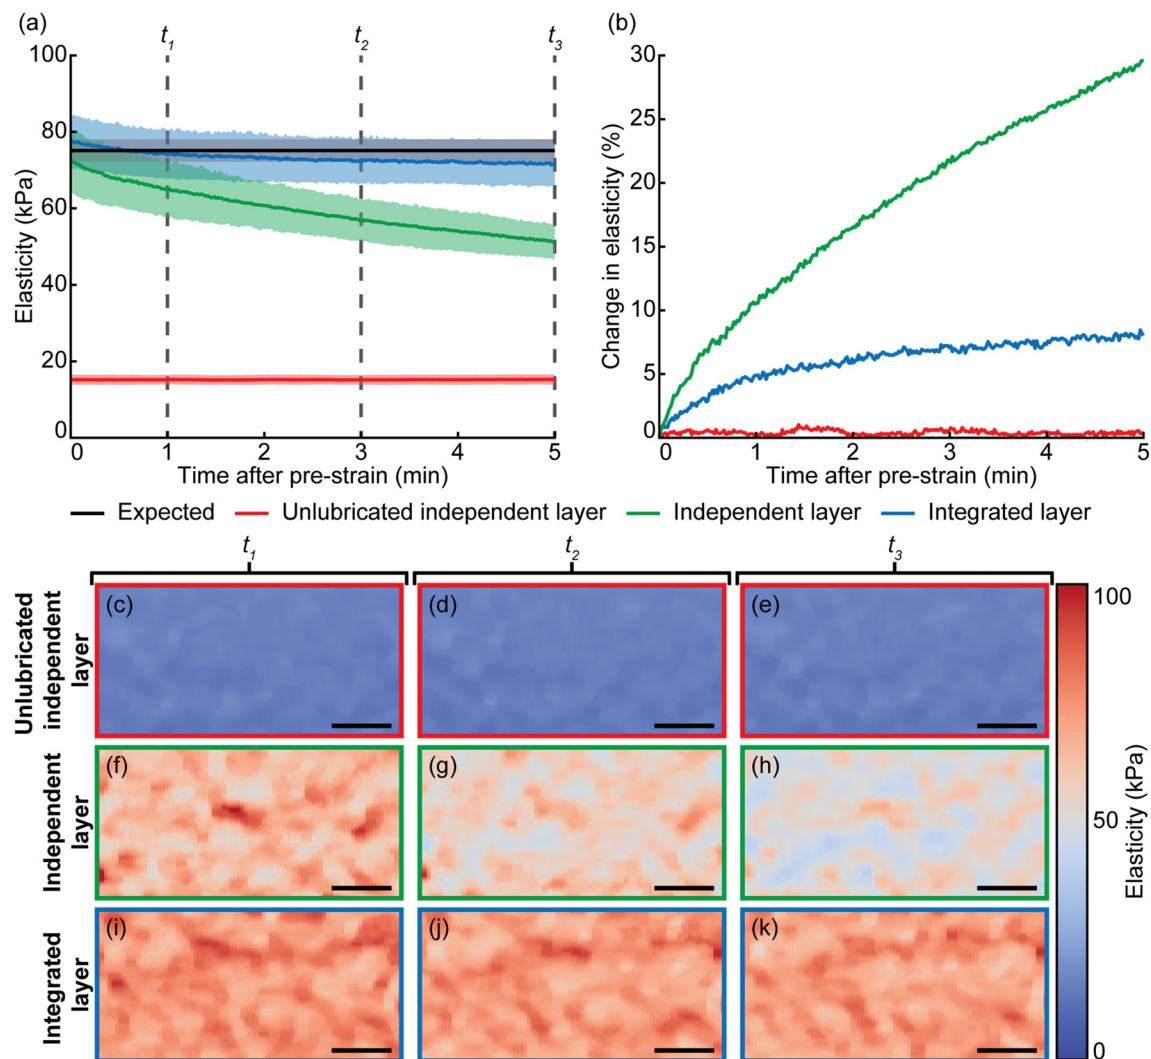 (a)
t1 t2 t3
100
80
60
40
20
0
Elasticity (kPa)
0 1 2 3 4 5
Time after pre-strain (min)
(b)
30
25
20
15
10
5
0
Change in elasticity (%)
0 1 2 3 4 5
Time after pre-strain (min)
Expected Unlubricated independent layer Independent layer Integrated layer
t1 t2 t3
Unlubricated
independent
layer
(c) (d) (e)
Independent
layer
(f) (g) (h)
Integrated
layer
(i) (j) (k)
100
50
0
Elasticity (kPa)